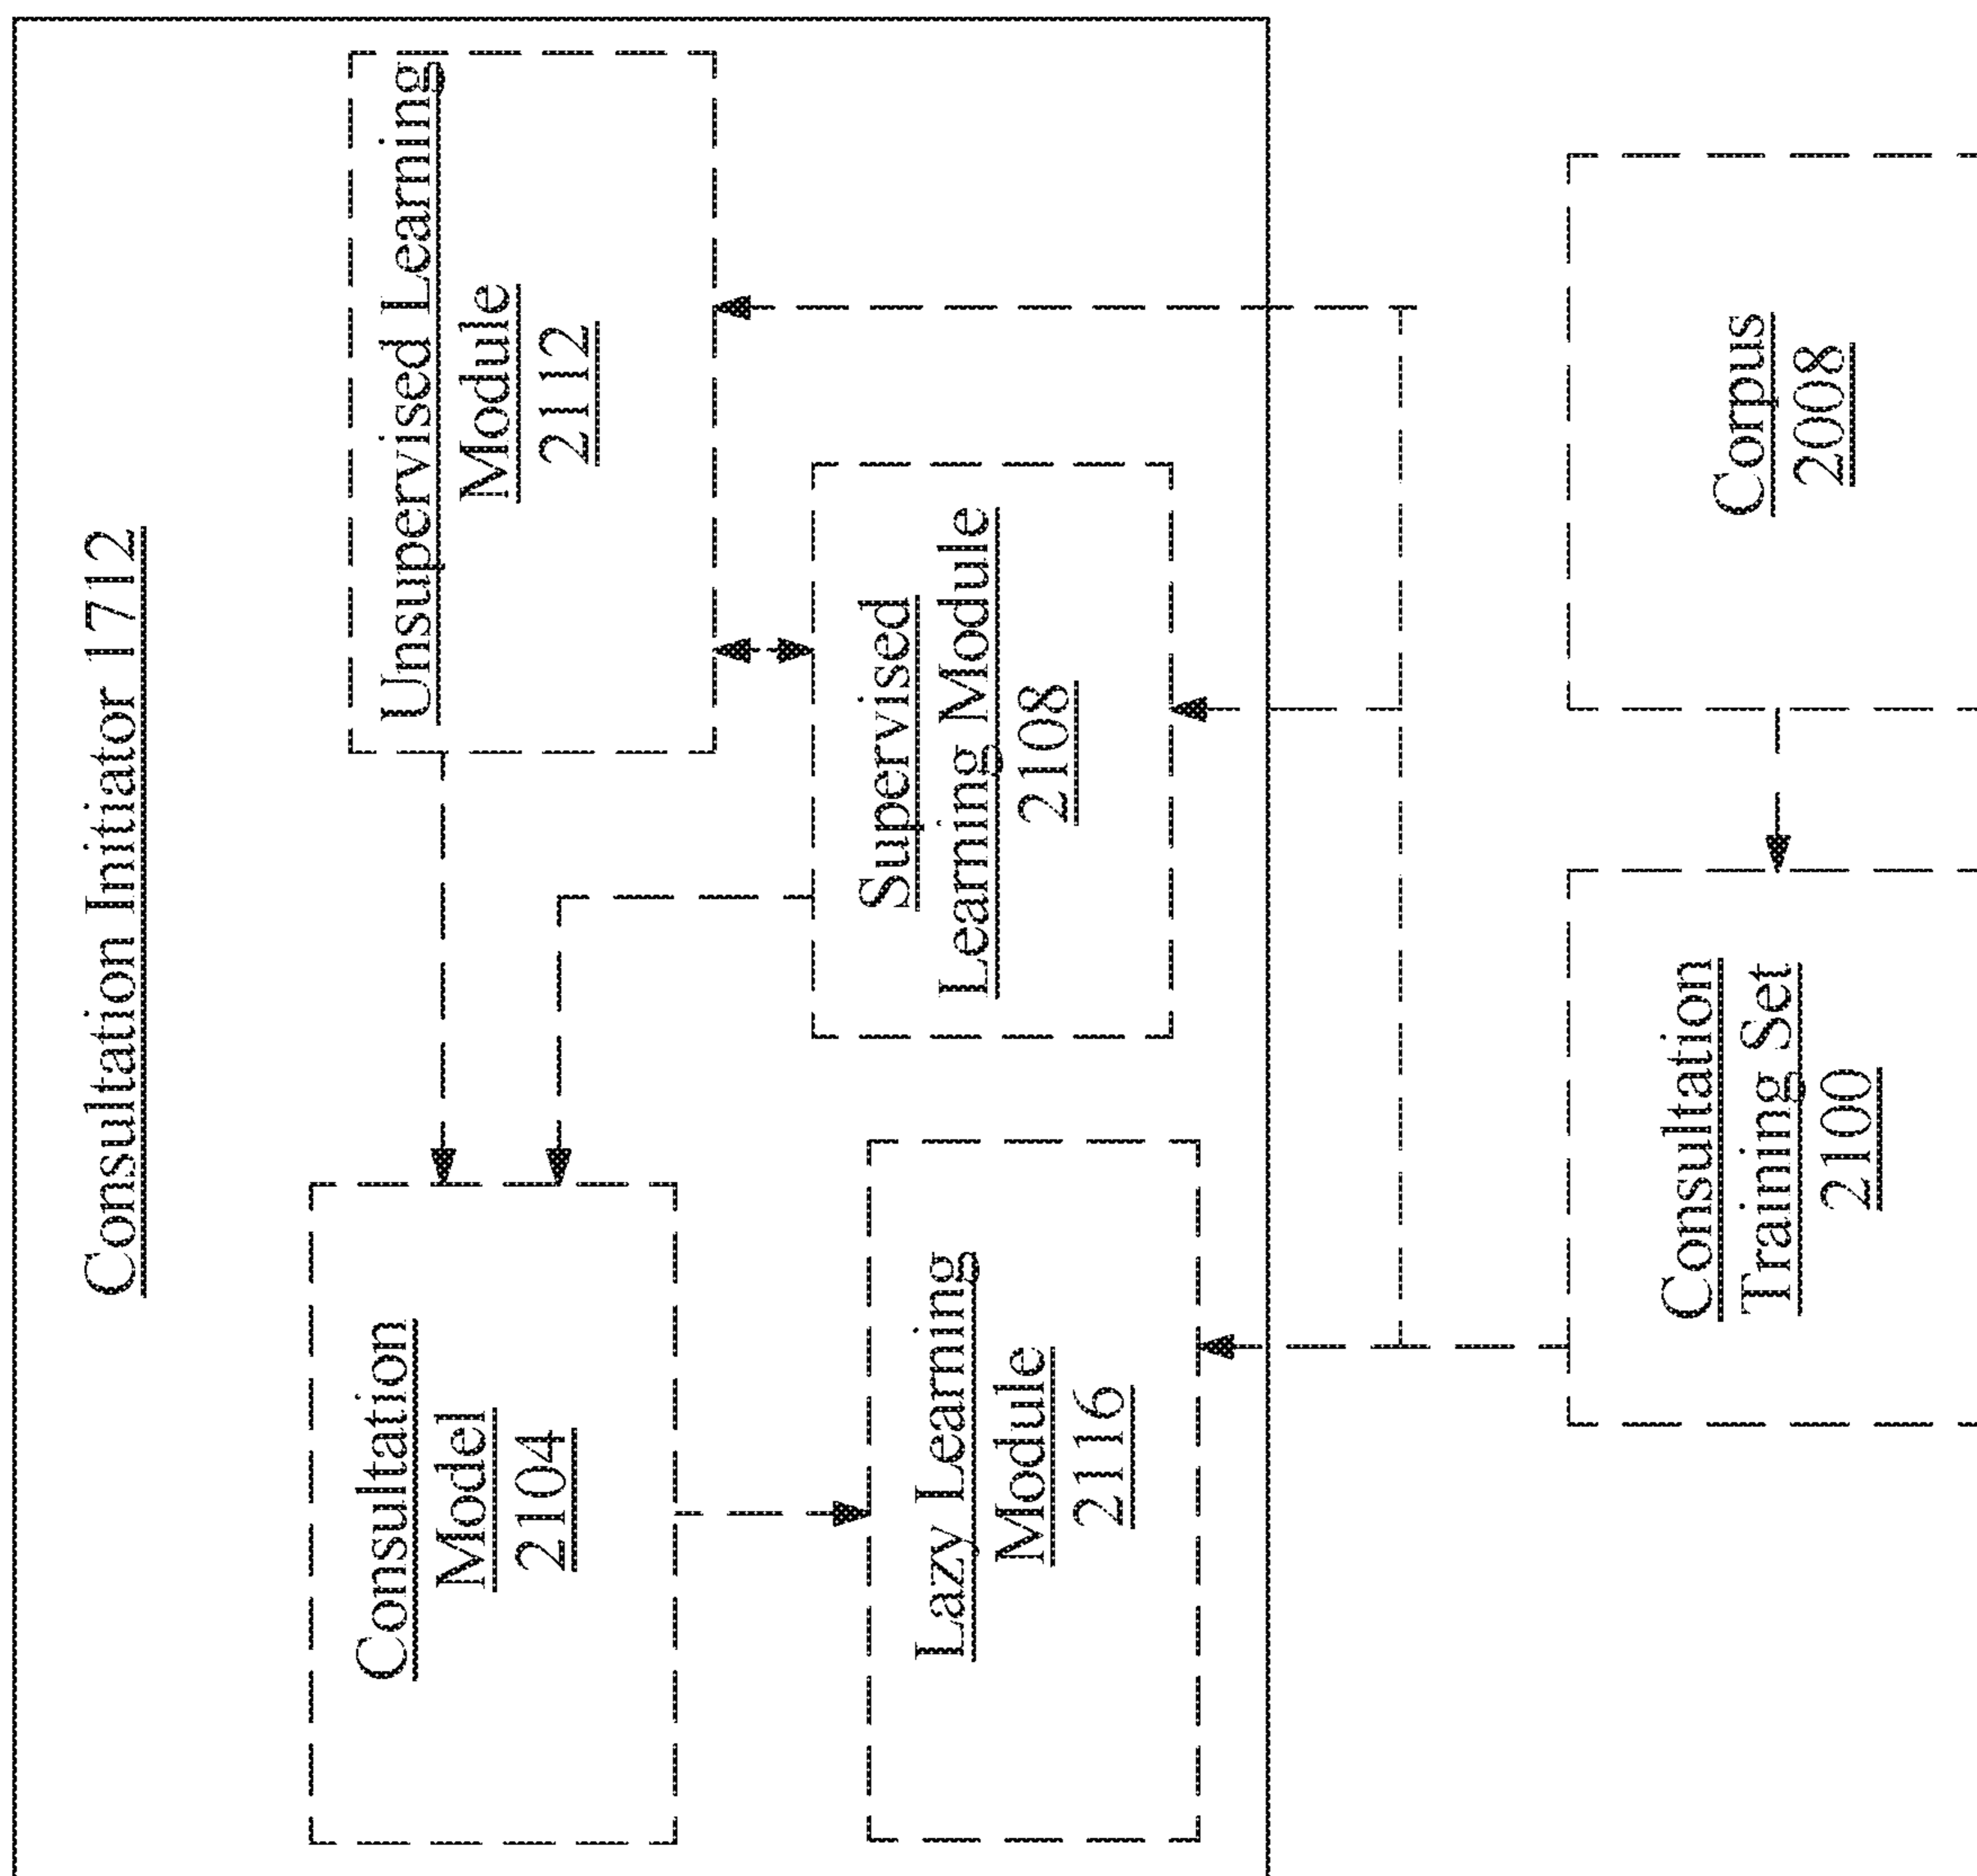 Consultation Initiator 1712
Consultation
Model
2104
Unsupervised Learning
Module
2112
Lazy Learning
Module
2116
Supervised
Learning Module
2108
Consultation
Training Set
2100
Corpus
2008